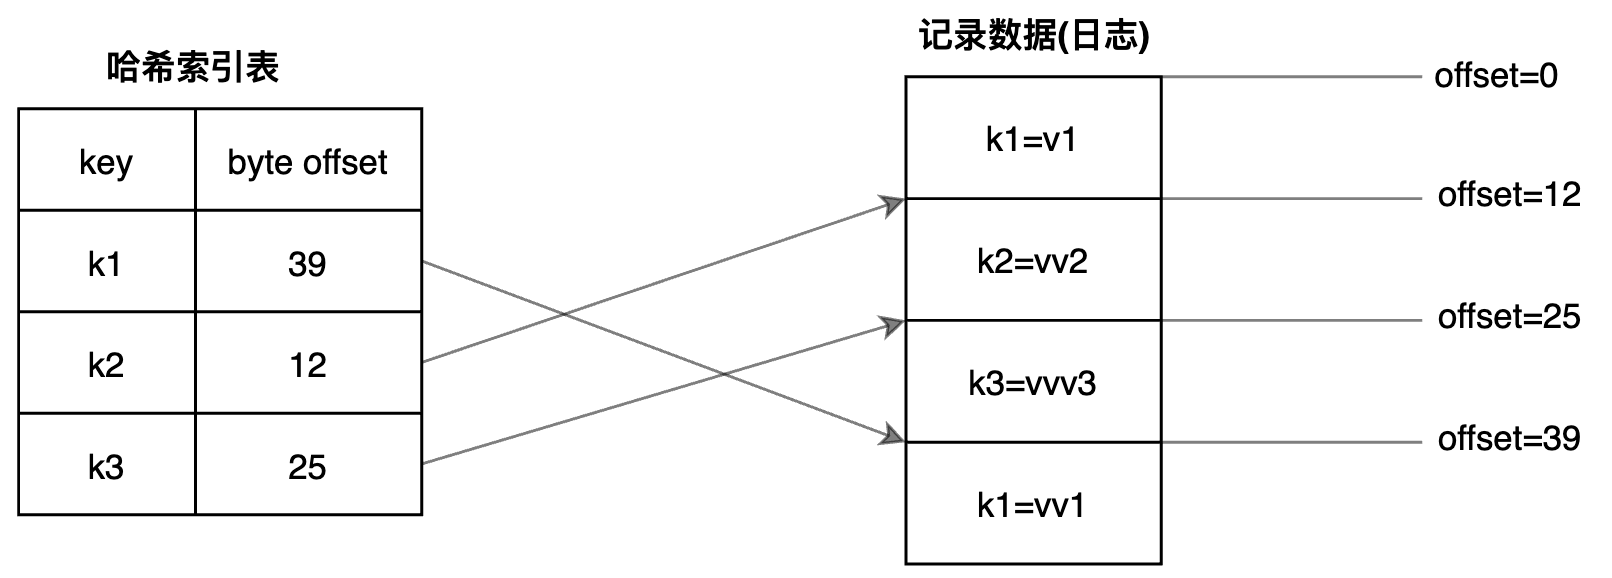 哈希索引表
key byte offset
k1 39
k2 12
k3 25
记录数据(日志)
k1=v1
k2=vv2
k3=vvv3
k1=vv1
offset=0
offset=12
offset=25
offset=39